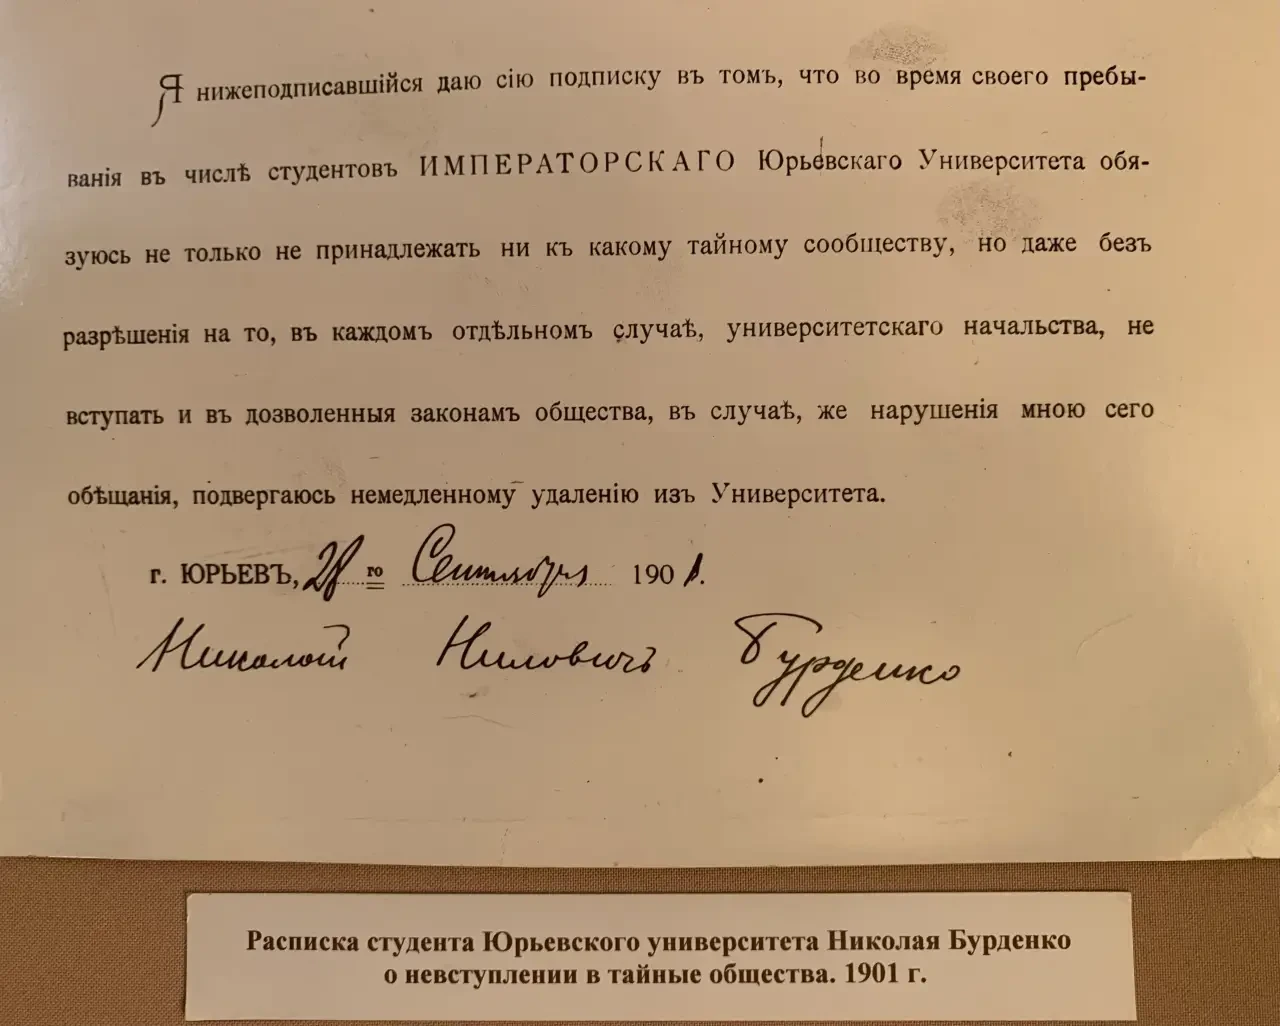 Я нижеподписавшійся даю сію подписку въ томъ, что во время своего пребы-
ванія въ числѣ студентовъ ИМПЕРАТОРСКАГО Юрьевскаго Университета обя-
зуюсь не только не принадлежать ни къ какому тайному сообществу, но даже безъ
разрѣшенія на то, въ каждомъ отдѣльномъ случаѣ, университетскаго начальства, не
вступать и въ дозволенныя законамъ общества, въ случаѣ, же нарушенія мною сего
обѣщанія, подвергаюсь немедленному удаленію изъ Университета.
г. ЮРЬЕВЪ, 28го Сентября 1901.
Николай Ниловичъ Бурденко
Расписка студента Юрьевского университета Николая Бурденко
о невступлении в тайные общества. 1901 г.